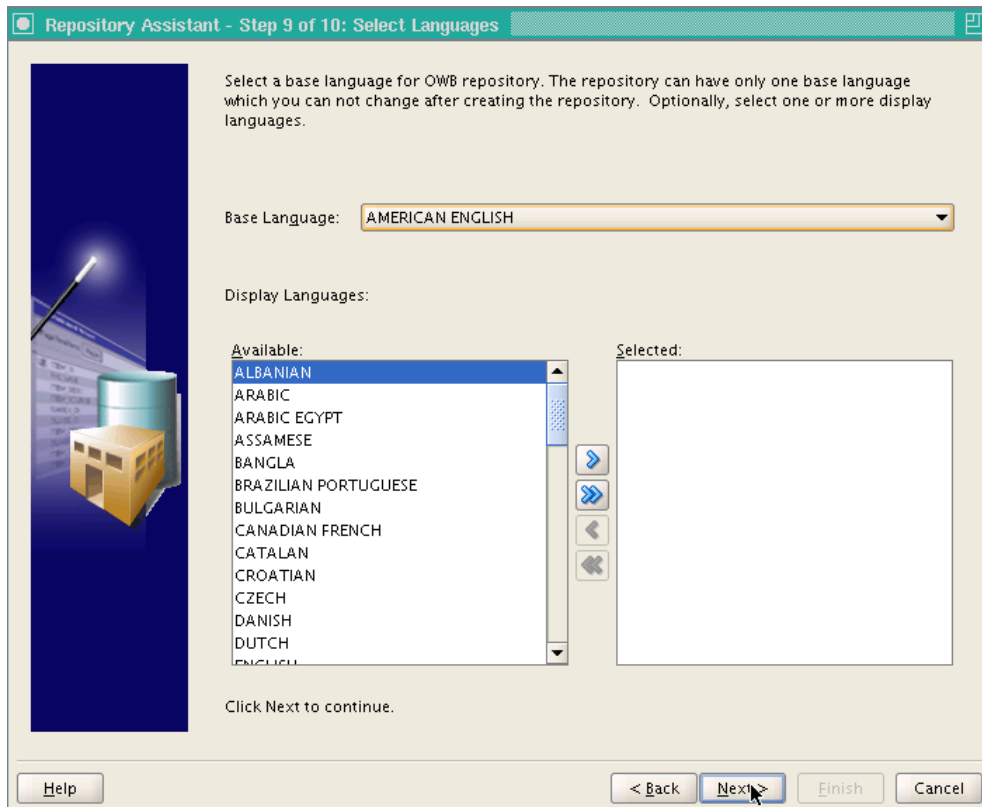 Repository Assistant - Step 9 of 10: Select Languages
Select a base language for OWB repository. The repository can have only one base language
which you can not change after creating the repository. Optionally, select one or more display
languages.
Base Language: AMERICAN ENGLISH
Display Languages:
Available: Selected:
ALBANIAN
ARABIC
ARABIC EGYPT
ASSAMESE
BANGLA
BRAZILIAN PORTUGUESE
BULGARIAN
CANADIAN FRENCH
CATALAN
CROATIAN
CZECH
DANISH
DUTCH
ENGLISH
Click Next to continue.
Help < Back Next > Finish Cancel